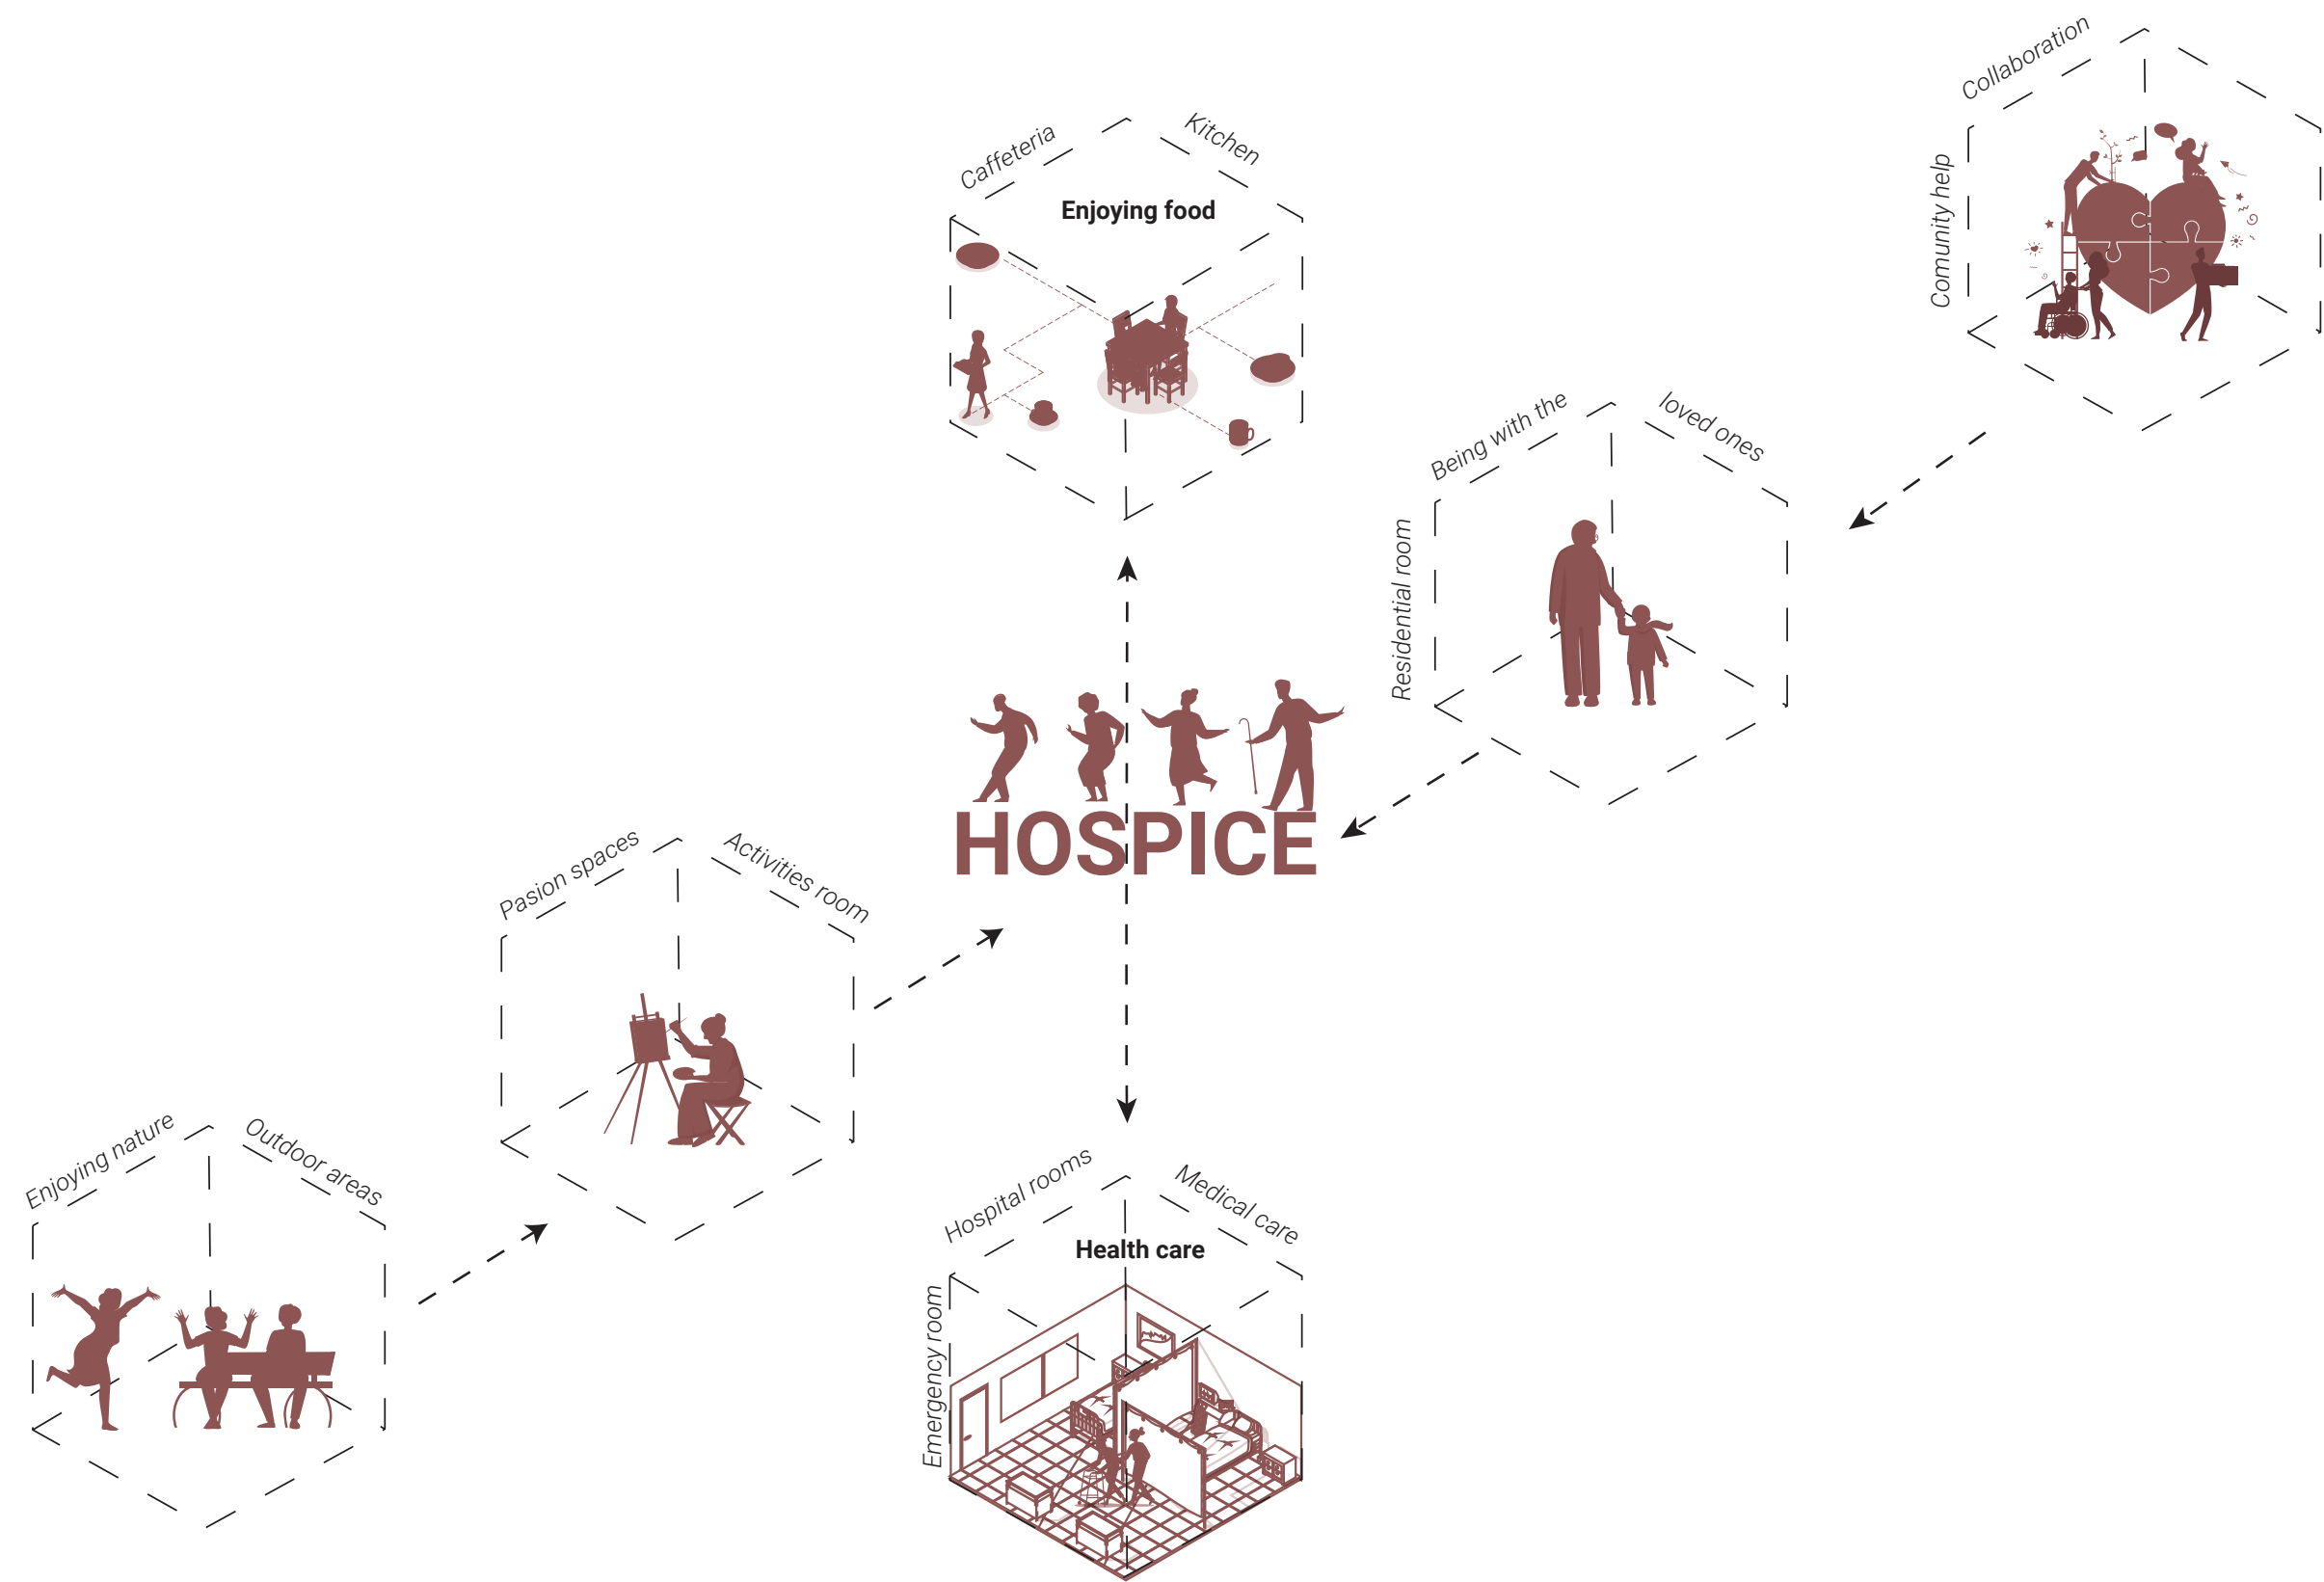 Collaboration
Comunity help
Caffeteria
Kitchen
Enjoying food
Being with the
loved ones
Residential room
HOSPICE
Pasion spaces
Activities room
Enjoying nature
Outdoor areas
Hospital rooms
Medical care
Health care
Emergency room